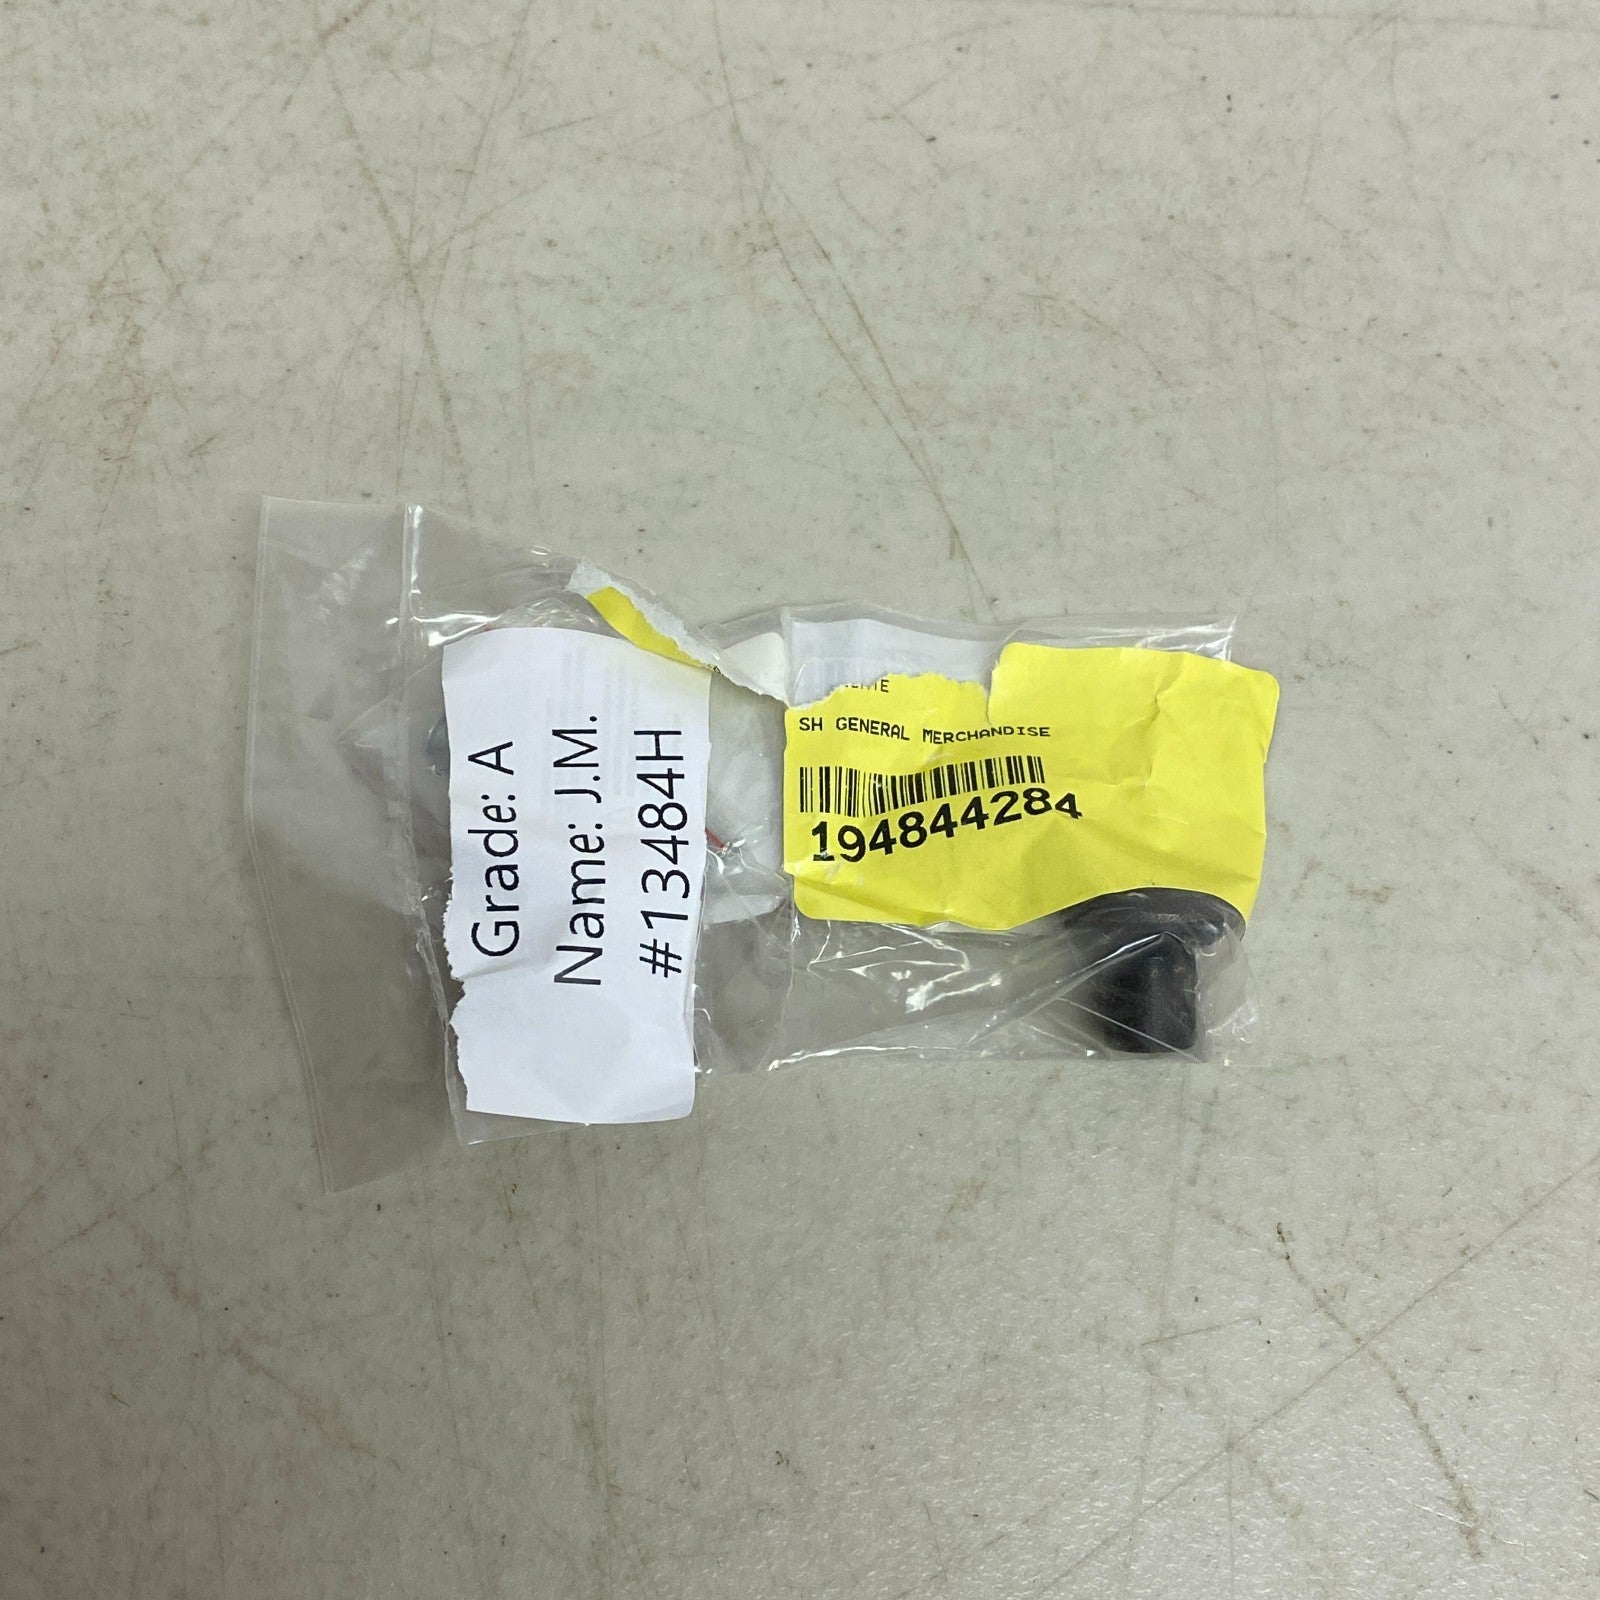 Grade: A
Name: J.M.
#13484H
SH GENERAL MERCHANDISE
194844284